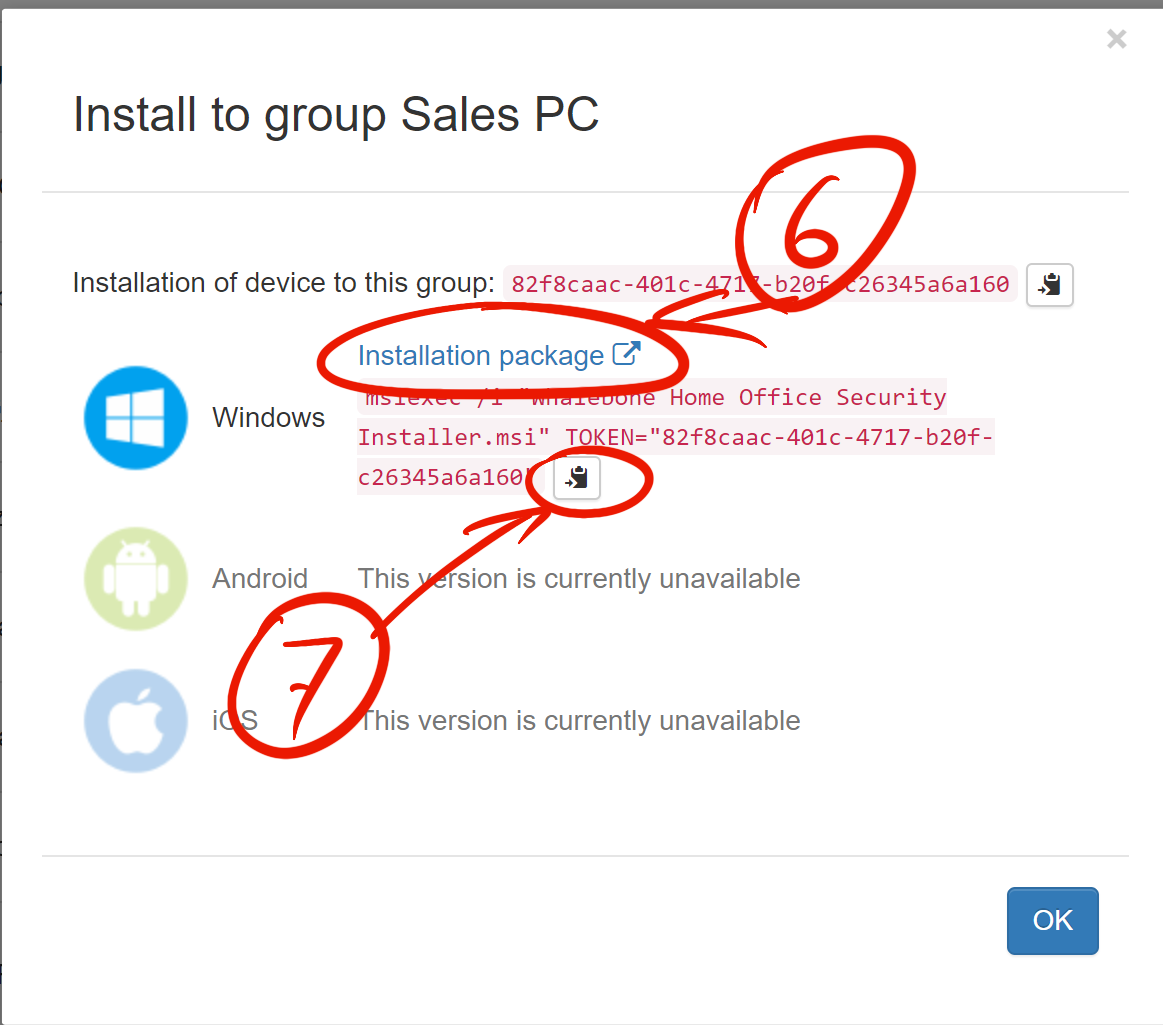 ×
Install to group Sales PC
6
Installation of device to this group: 82f8caac-401c-4717-b20f-c26345a6a160
Installation package
Windows
msiexec /i "Whalebone Home Office Security
Installer.msi" TOKEN="82f8caac-401c-4717-b20f-
c26345a6a160"
Android This version is currently unavailable
7
iOS This version is currently unavailable
OK